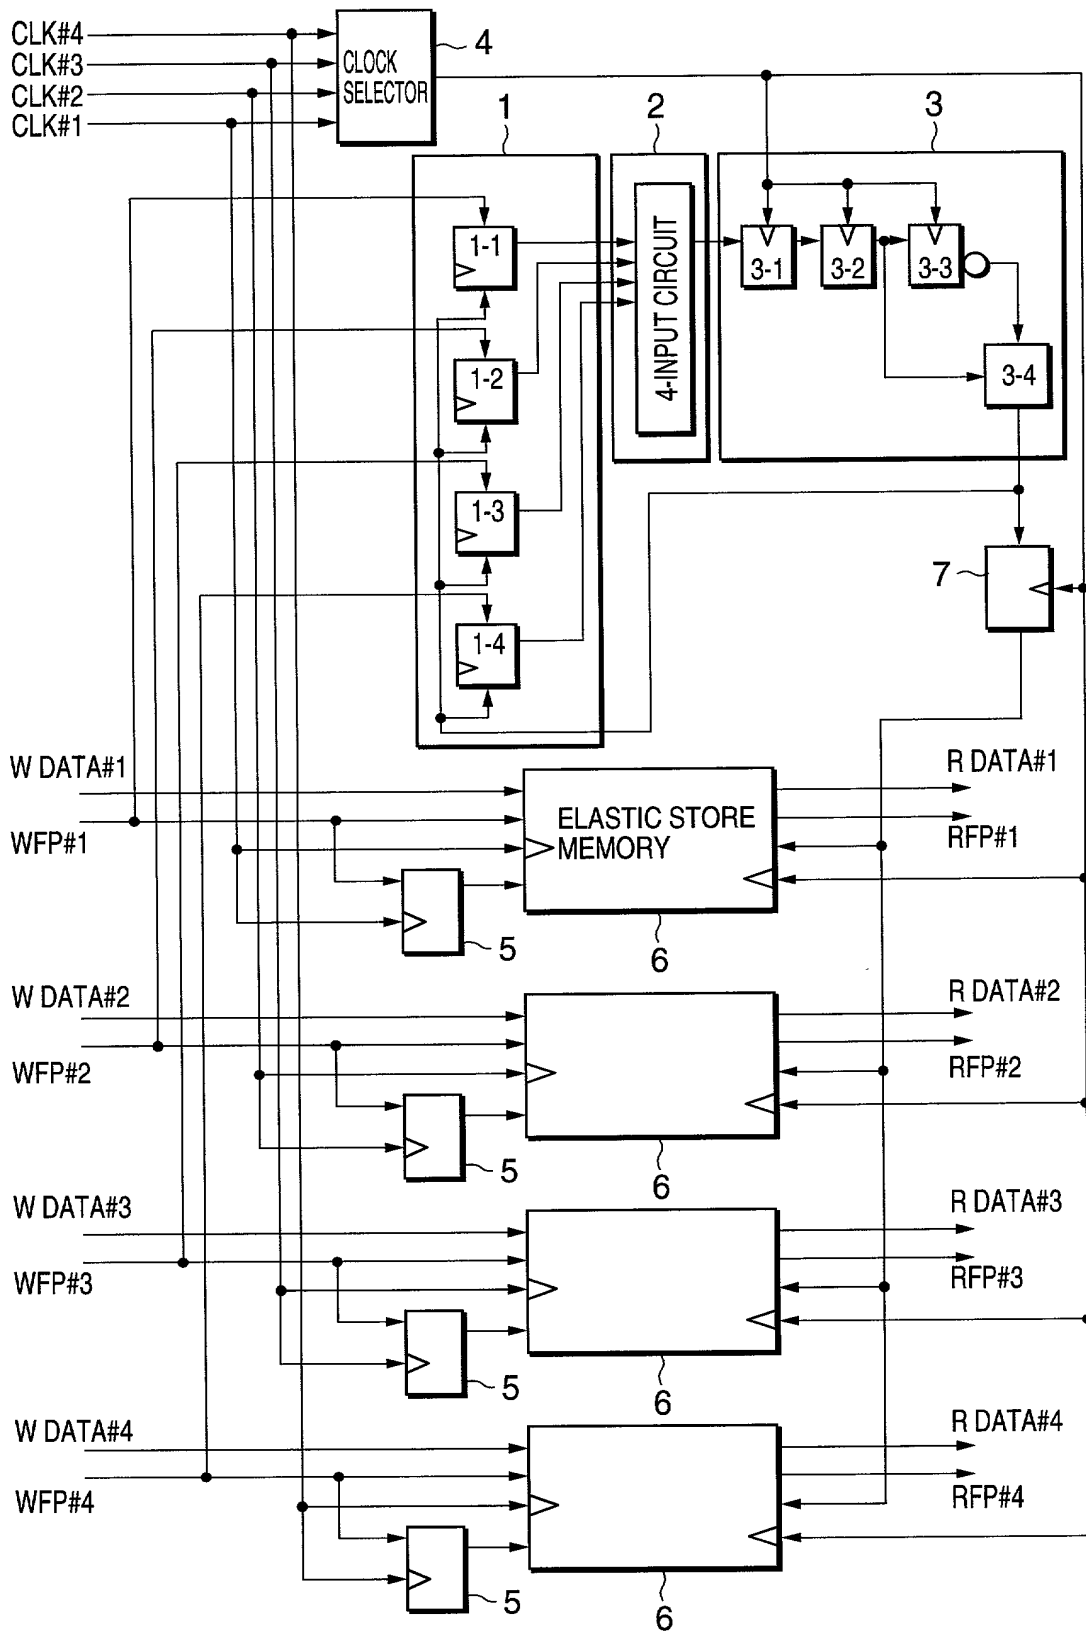 CLK#4
CLK#3
CLK#2
CLK#1
CLOCK
SELECTOR
4
1
2
3
1-1
1-2
1-3
1-4
4-INPUT CIRCUIT
3-1
3-2
3-3
3-4
7
W DATA#1
WFP#1
ELASTIC STORE
MEMORY
R DATA#1
RFP#1
5
6
W DATA#2
WFP#2
R DATA#2
RFP#2
5
6
W DATA#3
WFP#3
R DATA#3
RFP#3
5
6
W DATA#4
WFP#4
R DATA#4
RFP#4
5
6